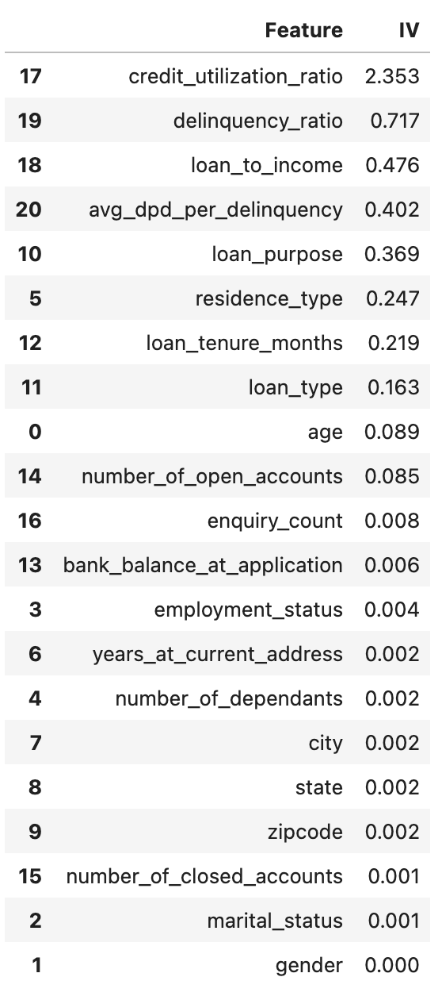 Feature IV
17 credit_utilization_ratio 2.353
19 delinquency_ratio 0.717
18 loan_to_income 0.476
20 avg_dpd_per_delinquency 0.402
10 loan_purpose 0.369
5 residence_type 0.247
12 loan_tenure_months 0.219
11 loan_type 0.163
0 age 0.089
14 number_of_open_accounts 0.085
16 enquiry_count 0.008
13 bank_balance_at_application 0.006
3 employment_status 0.004
6 years_at_current_address 0.002
4 number_of_dependants 0.002
7 city 0.002
8 state 0.002
9 zipcode 0.002
15 number_of_closed_accounts 0.001
2 marital_status 0.001
1 gender 0.000